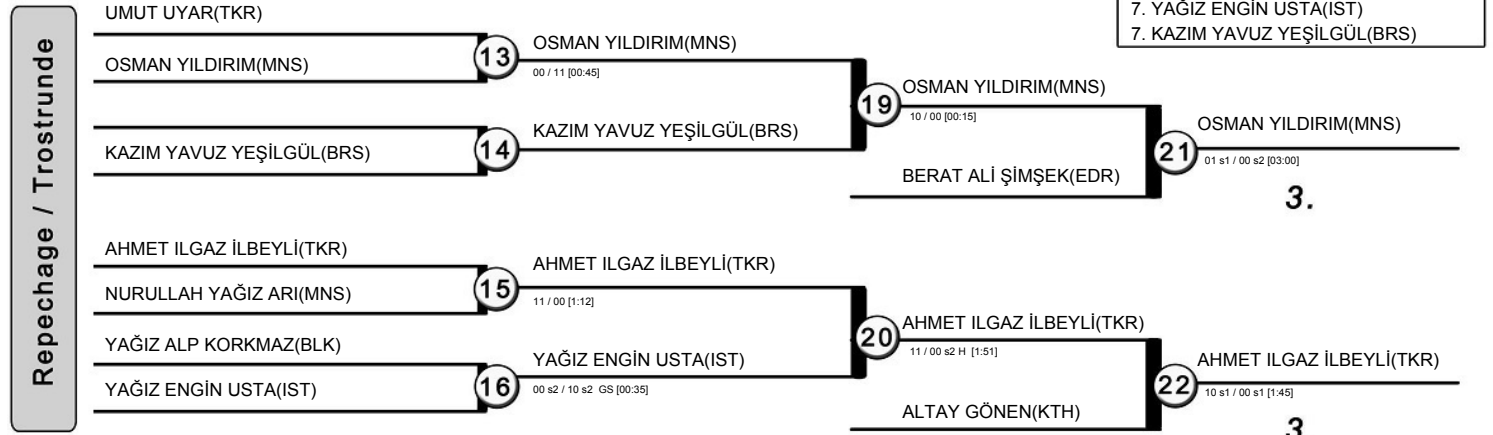 7. YAĞIZ ENGİN USTA(IST)
7. KAZIM YAVUZ YEŞİLGÜL(BRS)
Repechage / Trostrunde
UMUT UYAR(TKR)
OSMAN YILDIRIM(MNS)
13
OSMAN YILDIRIM(MNS)
00 / 11 [00:45]
KAZIM YAVUZ YEŞİLGÜL(BRS)
14
KAZIM YAVUZ YEŞİLGÜL(BRS)
19
OSMAN YILDIRIM(MNS)
10 / 00 [00:15]
BERAT ALİ ŞİMŞEK(EDR)
21
OSMAN YILDIRIM(MNS)
01 s1 / 00 s2 [03:00]
3.
AHMET ILGAZ İLBEYLİ(TKR)
NURULLAH YAĞIZ ARI(MNS)
15
AHMET ILGAZ İLBEYLİ(TKR)
11 / 00 [1:12]
YAĞIZ ALP KORKMAZ(BLK)
YAĞIZ ENGİN USTA(IST)
16
YAĞIZ ENGİN USTA(IST)
00 s2 / 10 s2 GS [00:35]
20
AHMET ILGAZ İLBEYLİ(TKR)
11 / 00 s2 H [1:51]
ALTAY GÖNEN(KTH)
22
AHMET ILGAZ İLBEYLİ(TKR)
10 s1 / 00 s1 [1:45]
3